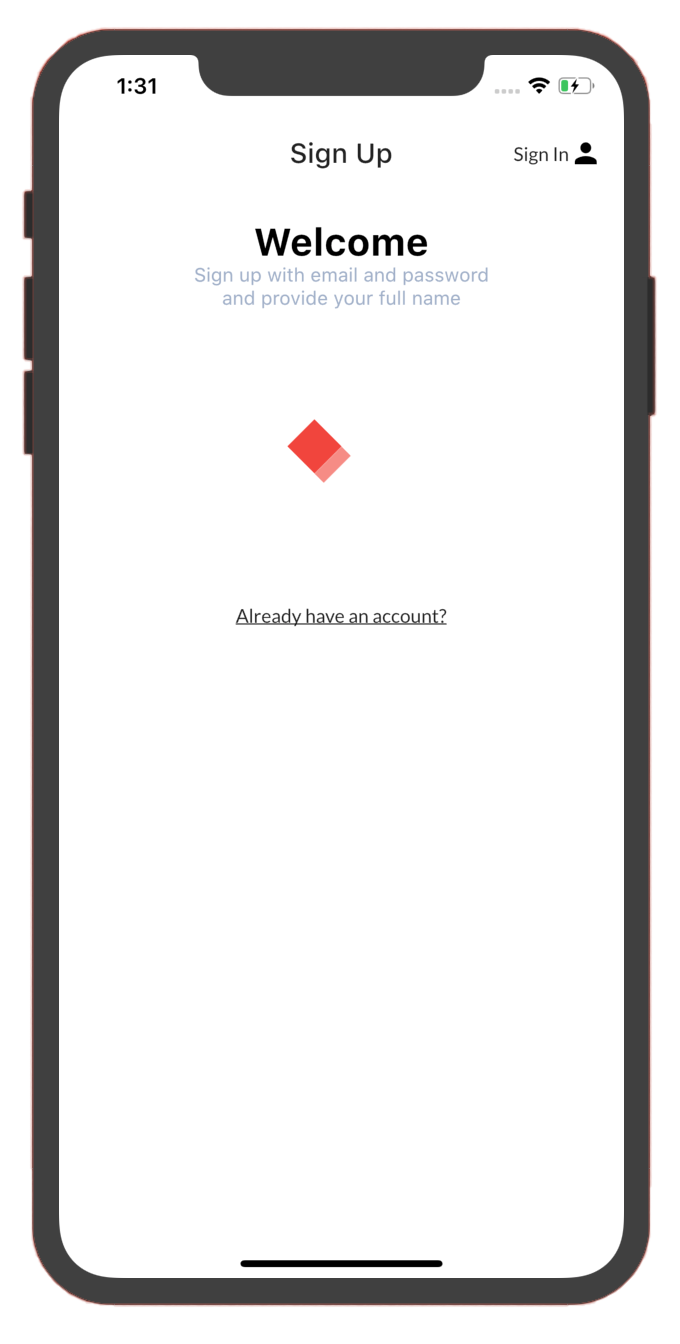 1:31
Sign Up
Sign In
Welcome
Sign up with email and password
and provide your full name
Already have an account?